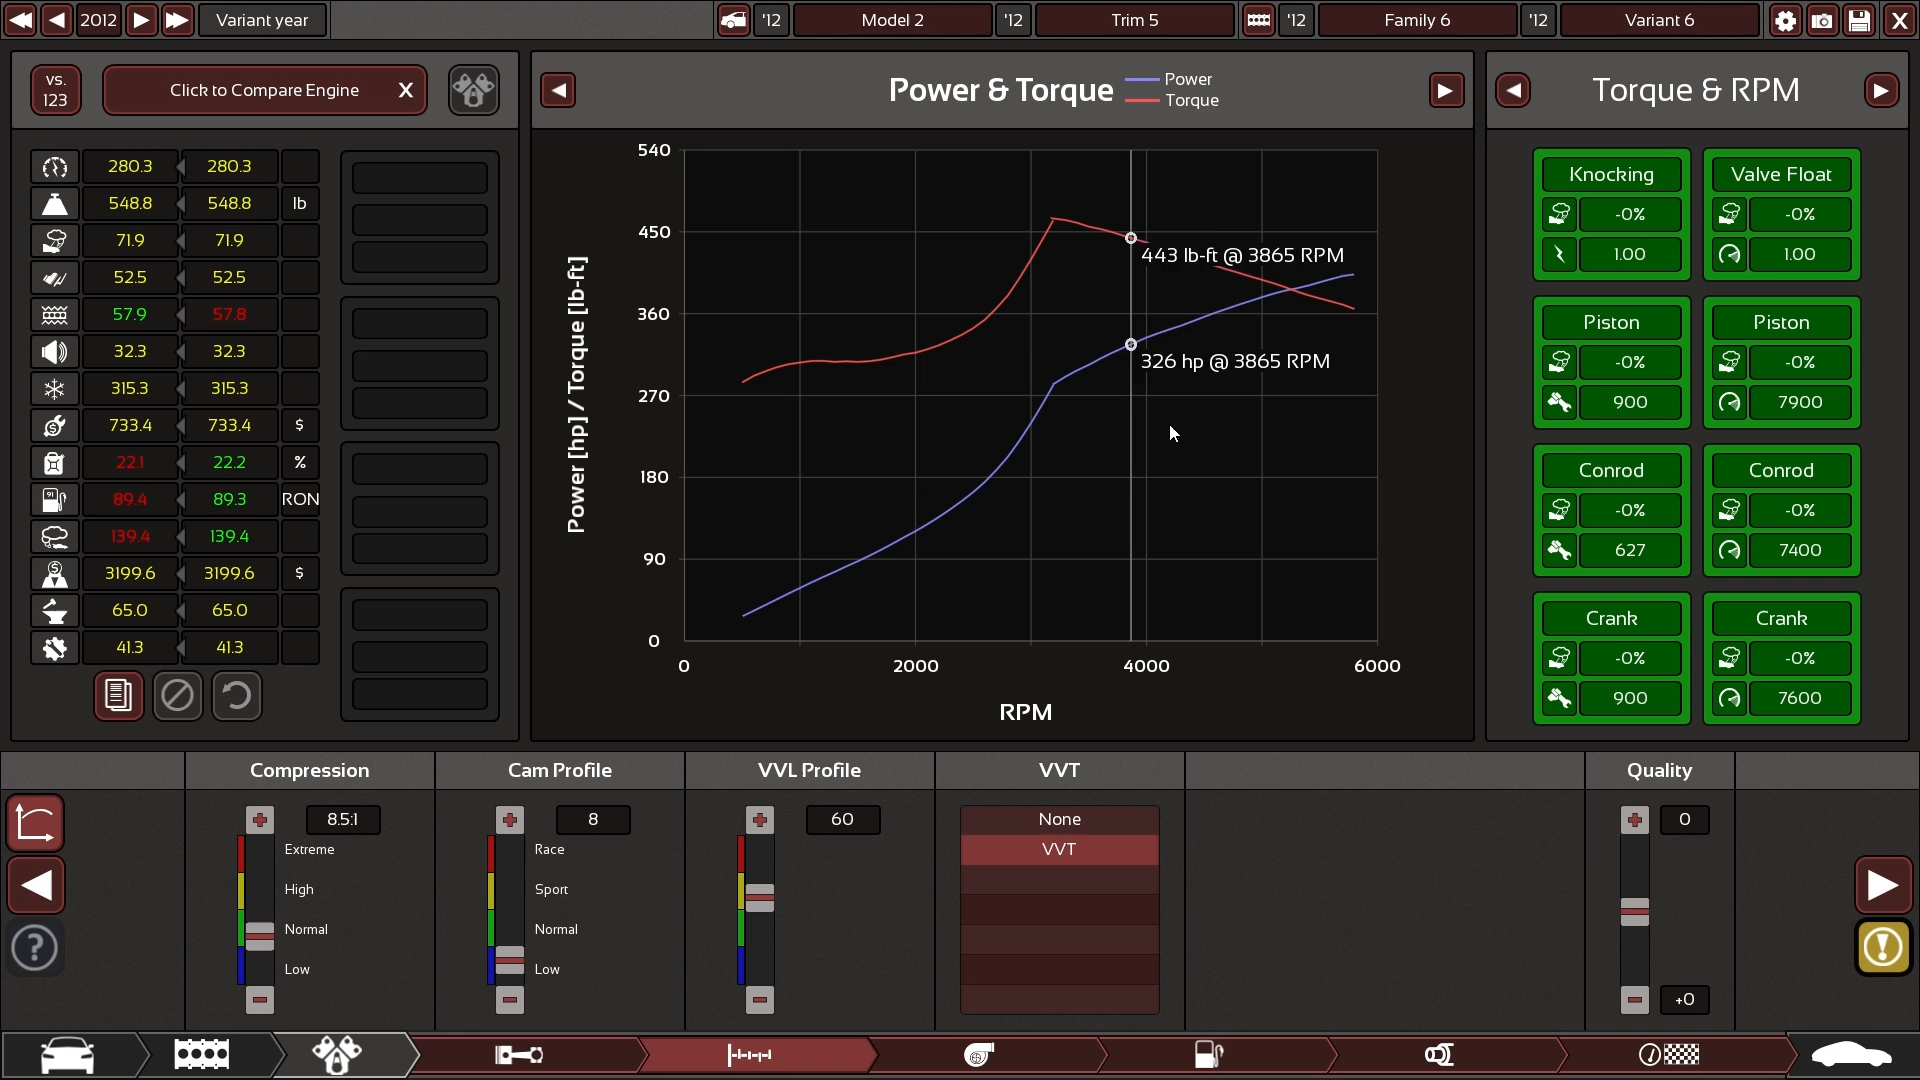 2012
Variant year
'12
Model 2
'12
Trim 5
'12
Family 6
'12
Variant 6
X
vs.
123
Click to Compare Engine
X
280.3 280.3
548.8 548.8 lb
71.9 71.9
52.5 52.5
57.9 57.8
32.3 32.3
315.3 315.3
733.4 733.4 $
22.1 22.2 %
89.4 89.3 RON
139.4 139.4
3199.6 3199.6 $
65.0 65.0
41.3 41.3
Power & Torque
Power
Torque
540
450
360
270
180
90
0
0 2000 4000 6000
RPM
Power [hp] / Torque [lb-ft]
443 lb-ft @ 3865 RPM
326 hp @ 3865 RPM
Torque & RPM
Knocking Valve Float
-0% -0%
1.00 1.00
Piston Piston
-0% -0%
900 7900
Conrod Conrod
-0% -0%
627 7400
Crank Crank
-0% -0%
900 7600
Compression
8.5:1
Extreme
High
Normal
Low
Cam Profile
8
Race
Sport
Normal
Low
VVL Profile
60
VVT
None
VVT
Quality
0
+0